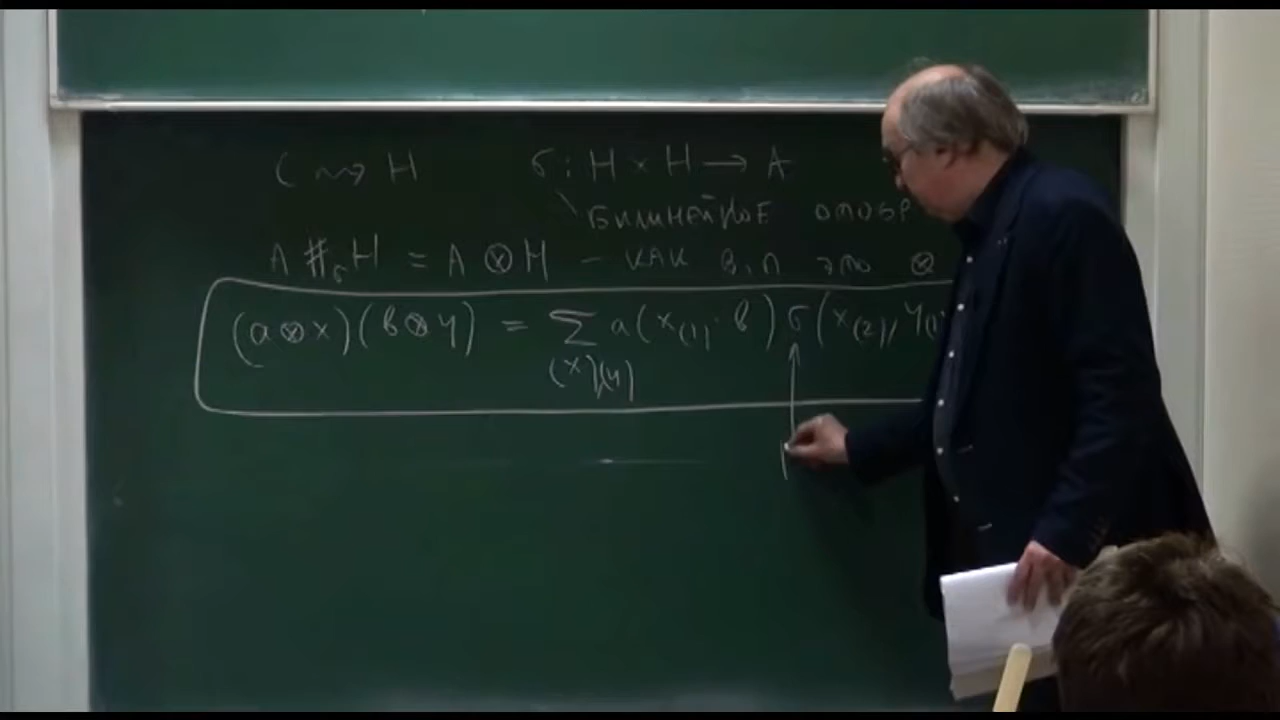 C ⇝ H σ : H × H → A
БИЛИНЕЙНОЕ ОТОБР
A #σ H = A ⊗ H – КАК В.П ЭТО ⊗
(a ⊗ x)(b ⊗ y) = Σ a(x(1) · b) σ(x(2), y(1)
(x)(y)